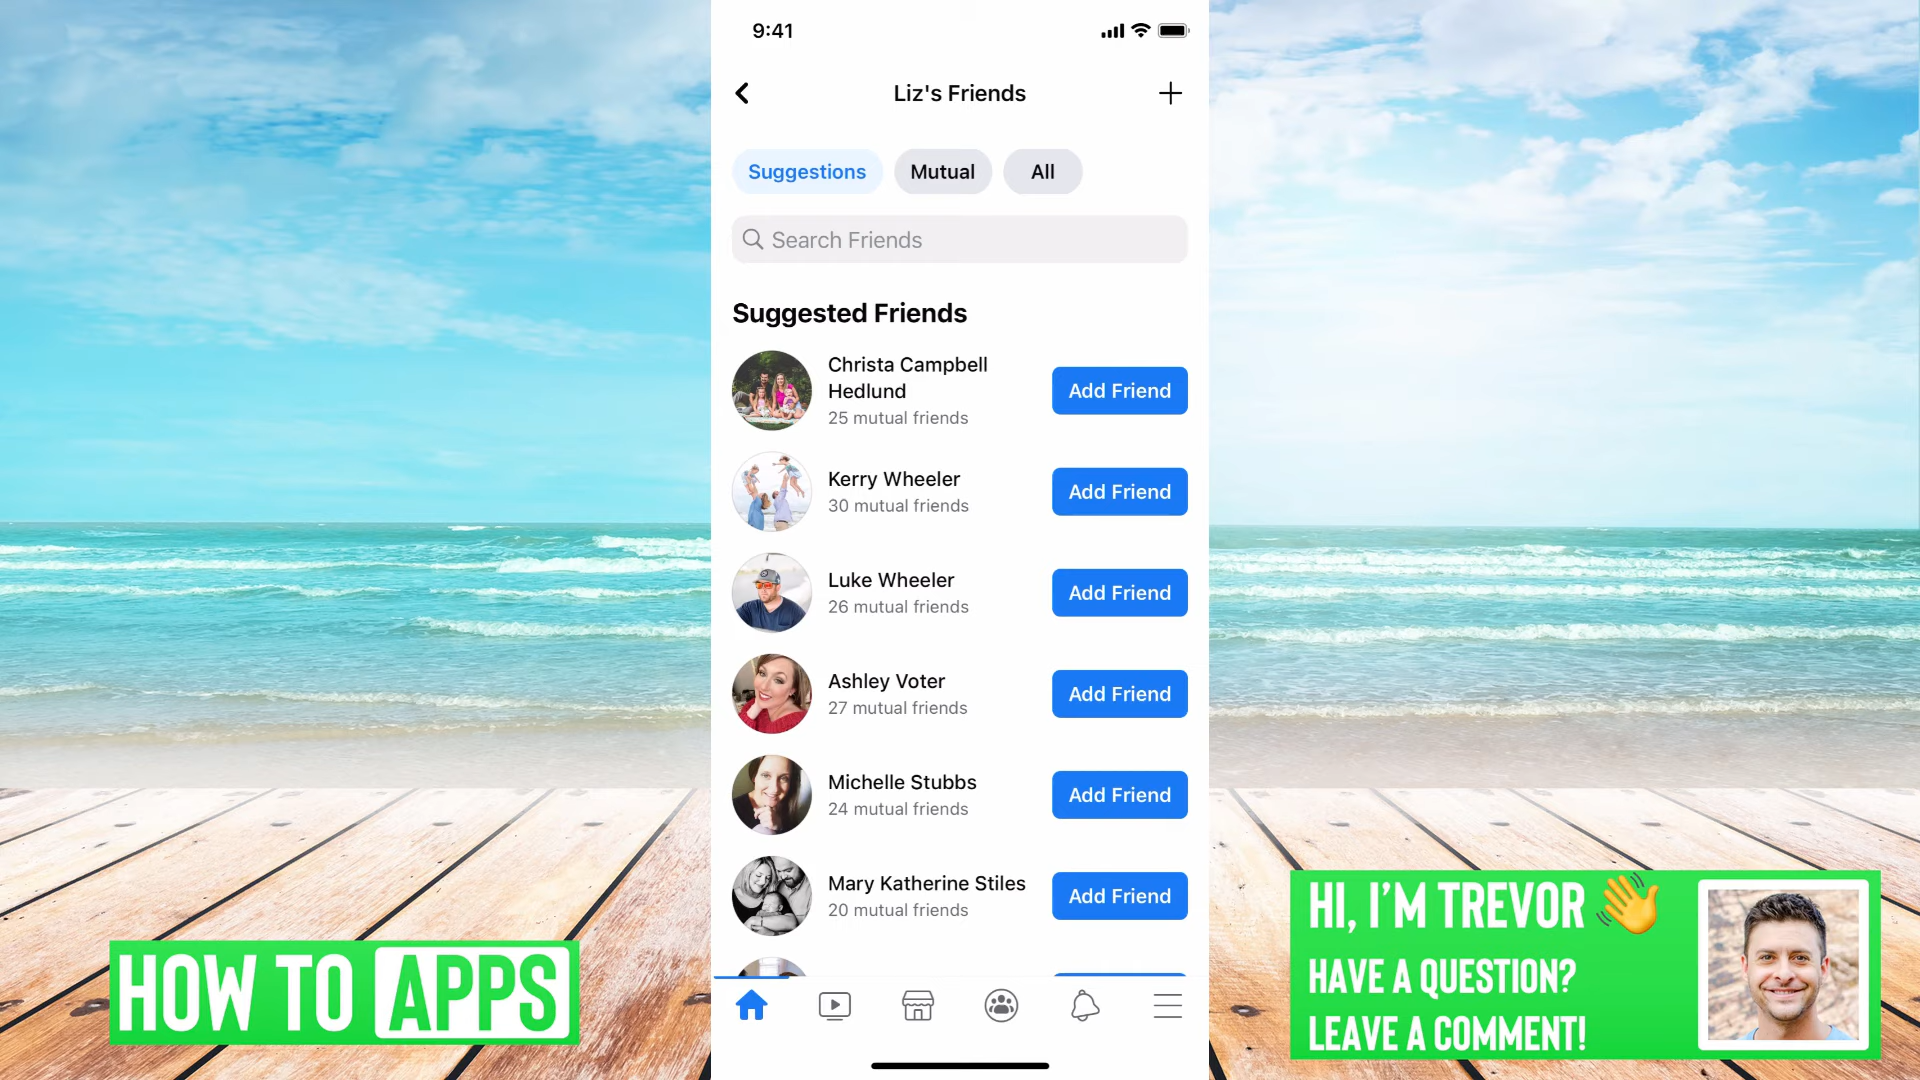 9:41
Liz's Friends
Suggestions
Mutual
All
Search Friends
Suggested Friends
Christa Campbell
Hedlund
25 mutual friends
Add Friend
Kerry Wheeler
30 mutual friends
Add Friend
Luke Wheeler
26 mutual friends
Add Friend
Ashley Voter
27 mutual friends
Add Friend
Michelle Stubbs
24 mutual friends
Add Friend
Mary Katherine Stiles
20 mutual friends
Add Friend
HOW TO APPS
HI, I'M TREVOR
HAVE A QUESTION?
LEAVE A COMMENT!